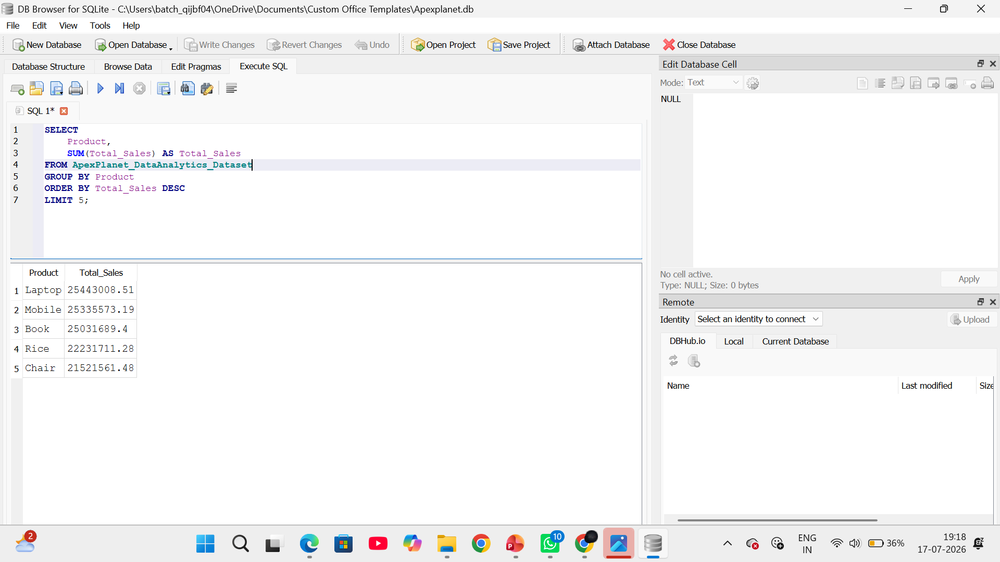 DB Browser for SQLite - C:\Users\batch_qijbf04\OneDrive\Documents\Custom Office Templates\Apexplanet.db
File Edit View Tools Help
New Database Open Database Write Changes Revert Changes Undo Open Project Save Project Attach Database Close Database
Database Structure Browse Data Edit Pragmas Execute SQL
SQL 1*
1 SELECT
2 Product,
3 SUM(Total_Sales) AS Total_Sales
4 FROM ApexPlanet_DataAnalytics_Dataset
5 GROUP BY Product
6 ORDER BY Total_Sales DESC
7 LIMIT 5;
Product Total_Sales
1 Laptop 25443008.51
2 Mobile 25335573.19
3 Book 25031689.4
4 Rice 22231711.28
5 Chair 21521561.48
Edit Database Cell
Mode: Text
NULL
No cell active.
Type: NULL; Size: 0 bytes
Apply
Remote
Identity Select an identity to connect Upload
DBHub.io Local Current Database
Name Last modified Size
2
P
10
ENG
IN
36%
19:18
17-07-2026